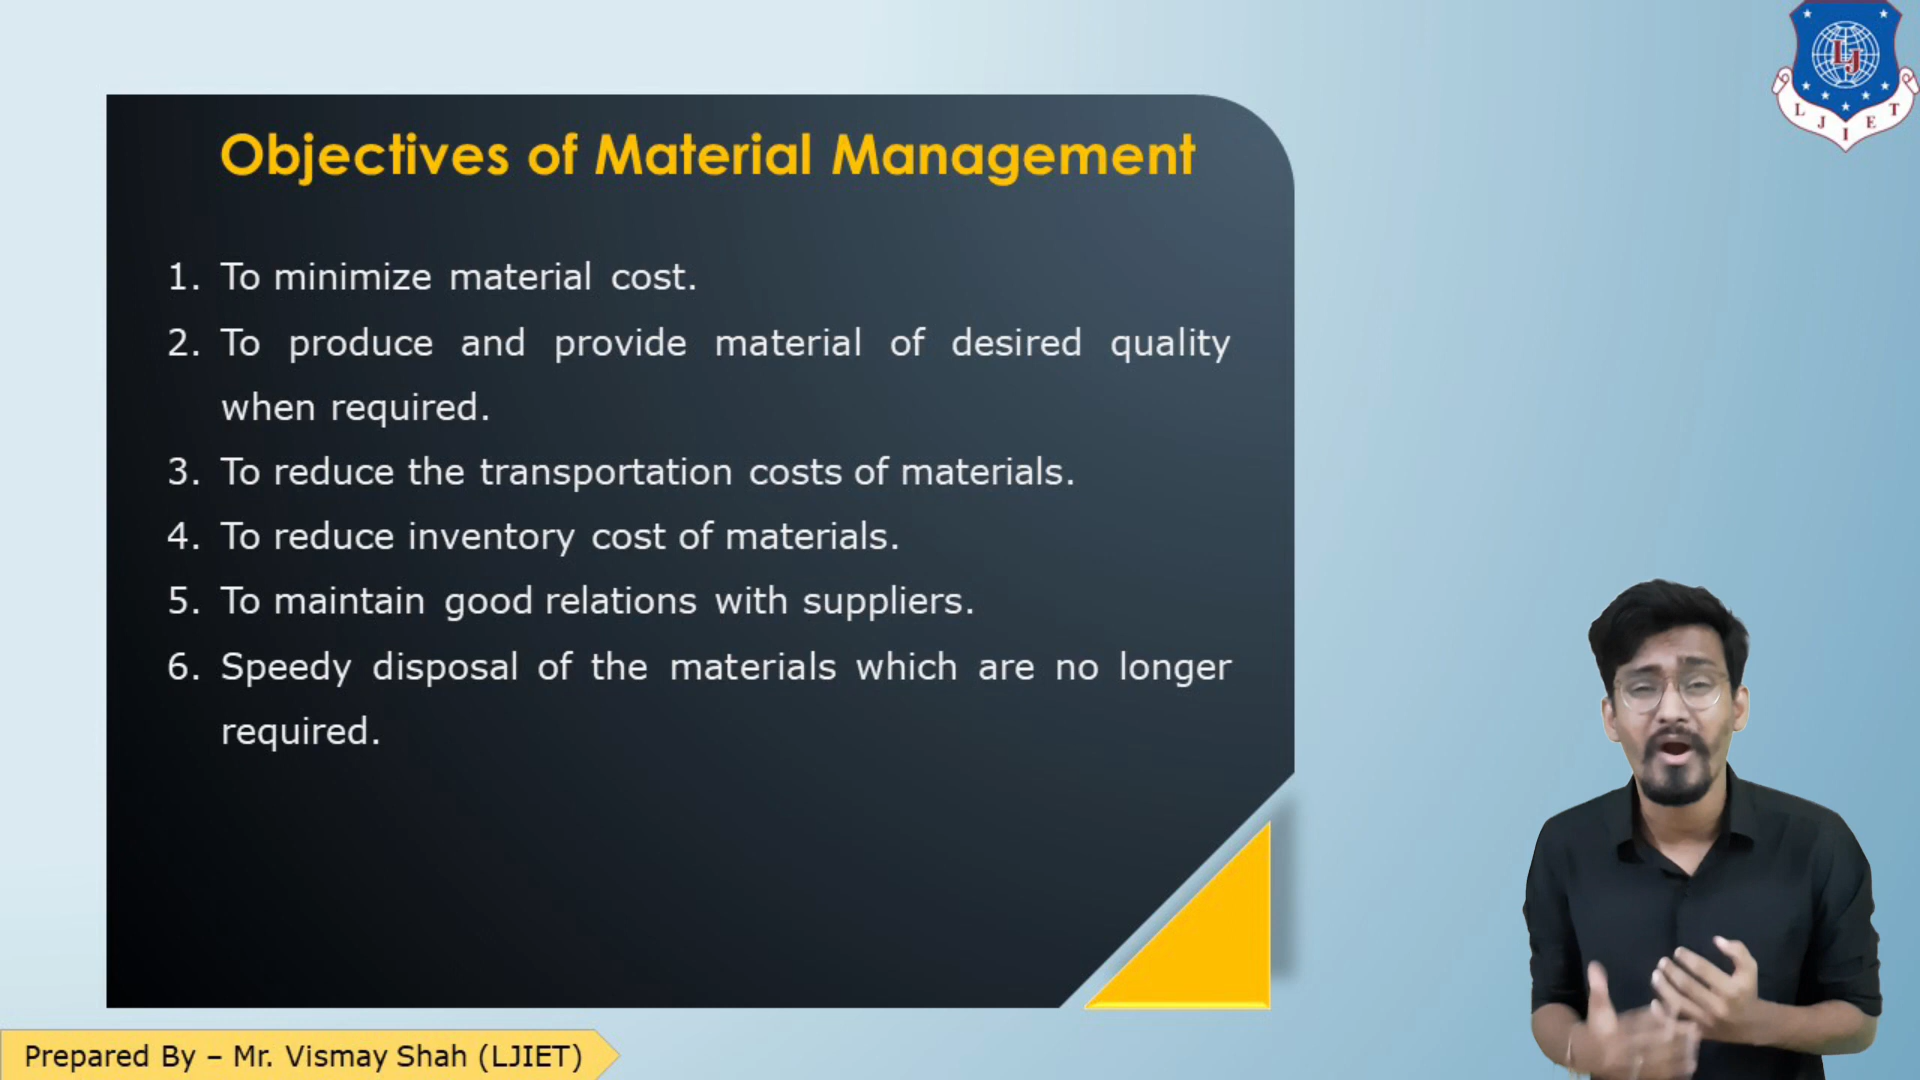 Objectives of Material Management
1. To minimize material cost.
2. To produce and provide material of desired quality
when required.
3. To reduce the transportation costs of materials.
4. To reduce inventory cost of materials.
5. To maintain good relations with suppliers.
6. Speedy disposal of the materials which are no longer
required.
LJ
L J I E T
Prepared By – Mr. Vismay Shah (LJIET)